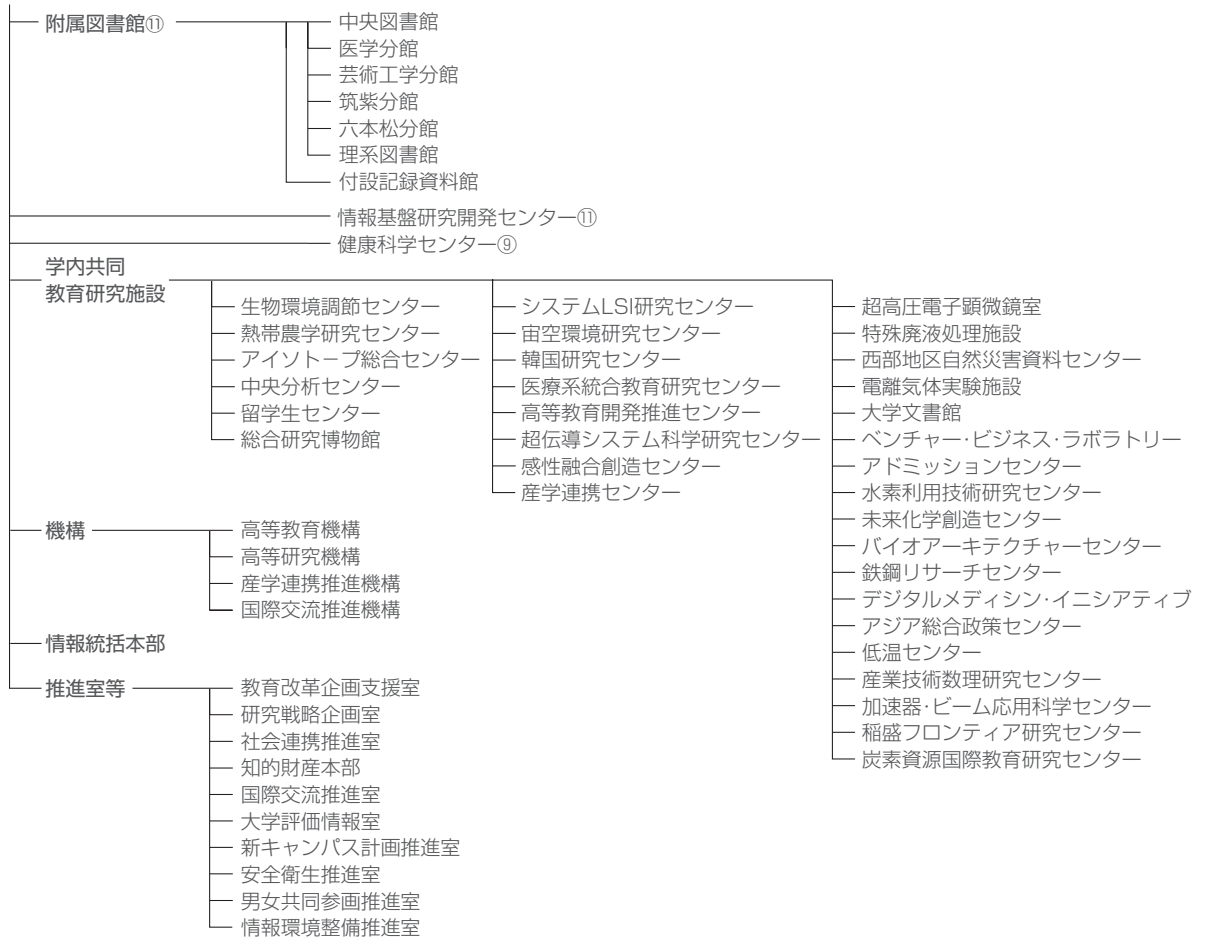 附属図書館⑪
中央図書館
医学分館
芸術工学分館
筑紫分館
六本松分館
理系図書館
付設記録資料館
情報基盤研究開発センター⑪
健康科学センター⑨
学内共同
教育研究施設
生物環境調節センター
熱帯農学研究センター
アイソトープ総合センター
中央分析センター
留学生センター
総合研究博物館
システムLSI研究センター
宙空環境研究センター
韓国研究センター
医療系統合教育研究センター
高等教育開発推進センター
超伝導システム科学研究センター
感性融合創造センター
産学連携センター
超高圧電子顕微鏡室
特殊廃液処理施設
西部地区自然災害資料センター
電離気体実験施設
大学文書館
ベンチャー・ビジネス・ラボラトリー
アドミッションセンター
水素利用技術研究センター
未来化学創造センター
バイオアーキテクチャーセンター
鉄鋼リサーチセンター
デジタルメディシン・イニシアティブ
アジア総合政策センター
低温センター
産業技術数理研究センター
加速器・ビーム応用科学センター
稲盛フロンティア研究センター
炭素資源国際教育研究センター
機構
高等教育機構
高等研究機構
産学連携推進機構
国際交流推進機構
情報統括本部
推進室等
教育改革企画支援室
研究戦略企画室
社会連携推進室
知的財産本部
国際交流推進室
大学評価情報室
新キャンパス計画推進室
安全衛生推進室
男女共同参画推進室
情報環境整備推進室